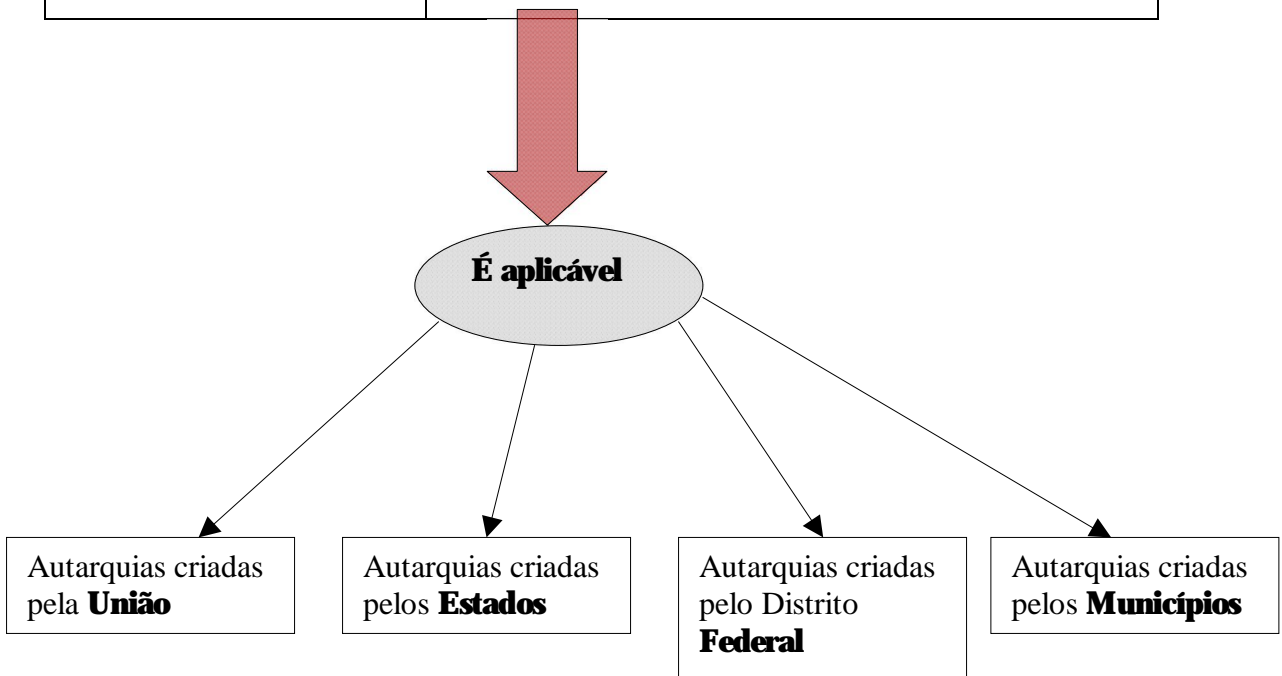 É aplicável
Autarquias criadas
pela União
Autarquias criadas
pelos Estados
Autarquias criadas
pelo Distrito
Federal
Autarquias criadas
pelos Municípios